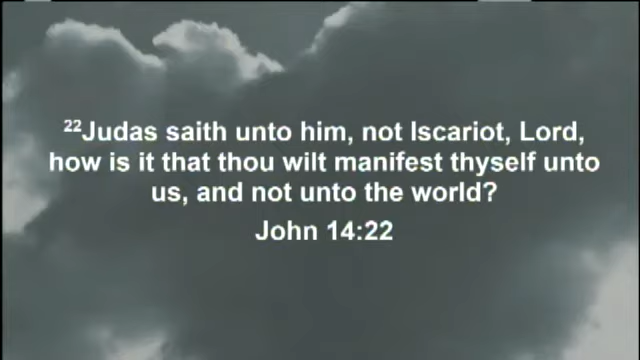 22Judas saith unto him, not Iscariot, Lord,
how is it that thou wilt manifest thyself unto
us, and not unto the world?
John 14:22